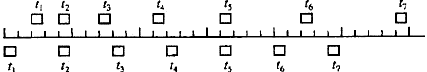 t₁ t₂ t₃ t₄ t₅ t₆ t₇
t₁ t₂ t₃ t₄ t₅ t₆ t₇